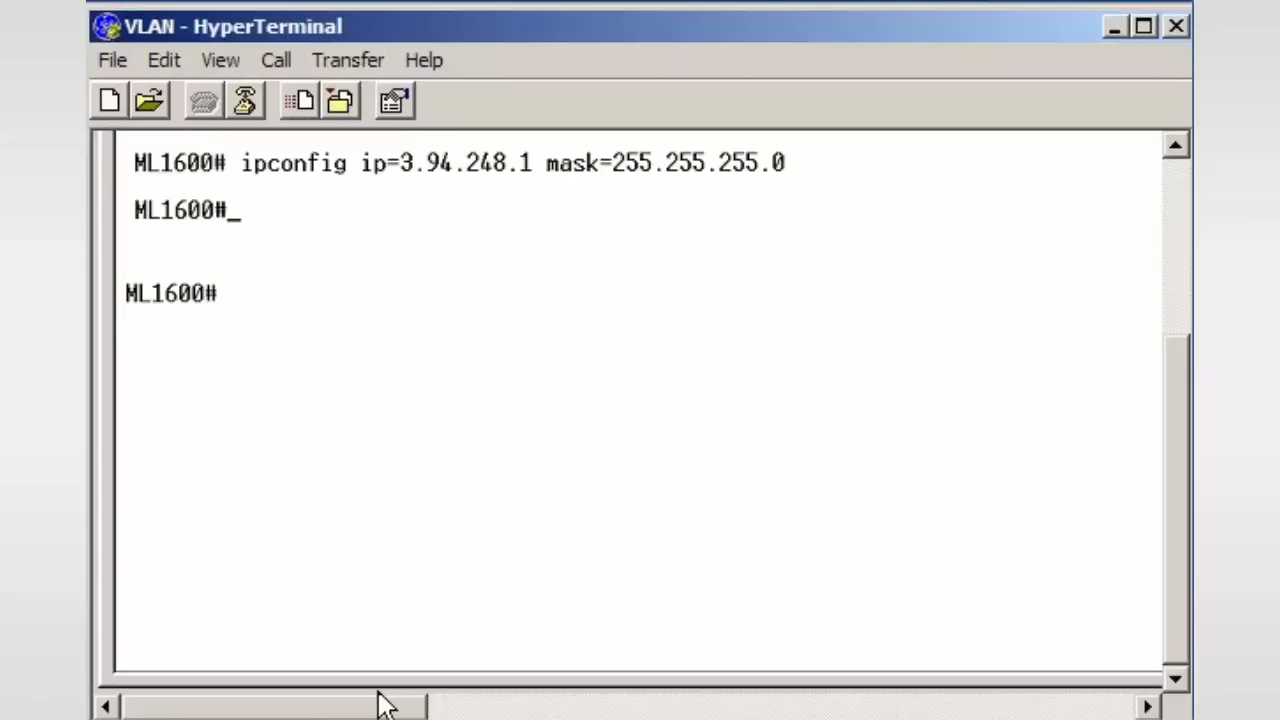 VLAN - HyperTerminal
File Edit View Call Transfer Help
ML1600# ipconfig ip=3.94.248.1 mask=255.255.255.0
ML1600#_
ML1600#